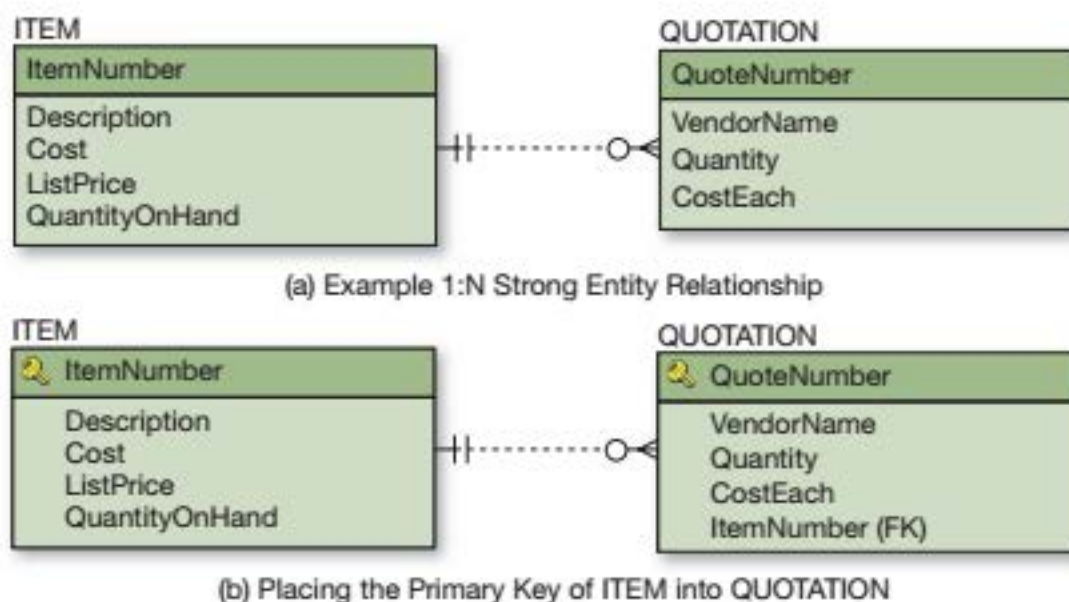 ITEM
ItemNumber
Description
Cost
ListPrice
QuantityOnHand
QUOTATION
QuoteNumber
VendorName
Quantity
CostEach
(a) Example 1:N Strong Entity Relationship
ITEM
ItemNumber
Description
Cost
ListPrice
QuantityOnHand
QUOTATION
QuoteNumber
VendorName
Quantity
CostEach
ItemNumber (FK)
(b) Placing the Primary Key of ITEM into QUOTATION